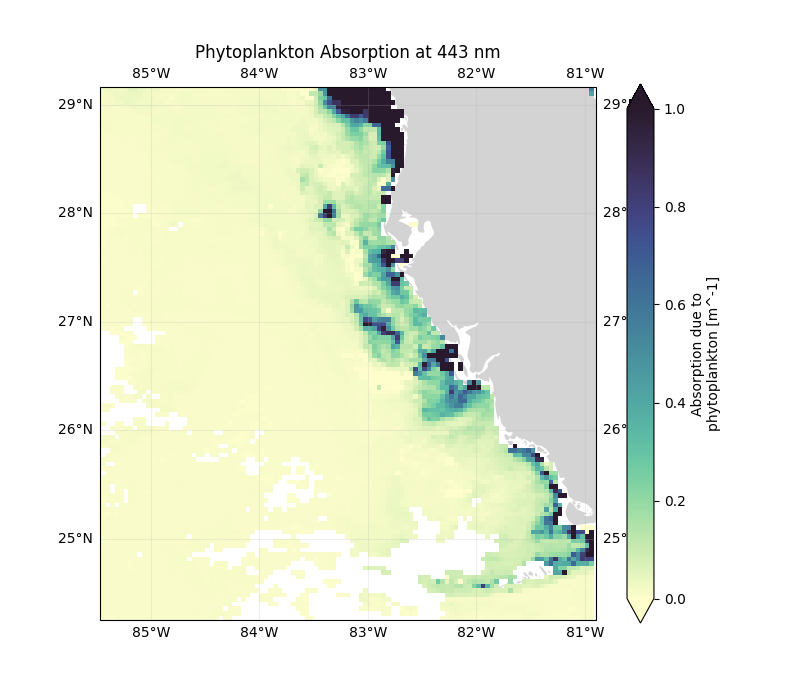 Phytoplankton Absorption at 443 nm
85°W 84°W 83°W 82°W 81°W
29°N 29° 1.0
28°N 28° 0.8
27°N 27° 0.6
26°N 26° 0.4
25°N 25° 0.2
0.0
85°W 84°W 83°W 82°W 81°W
Absorption due to
phytoplankton [m^-1]